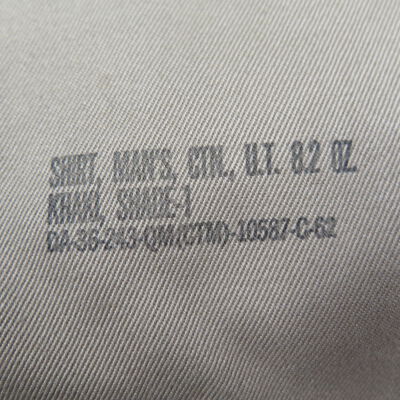 SHIRT, MAN'S, CTN., U.T. 8.2 OZ.
KHAKI, SHADE-1
DA-36-243-QM(CTM)-10587-C-62